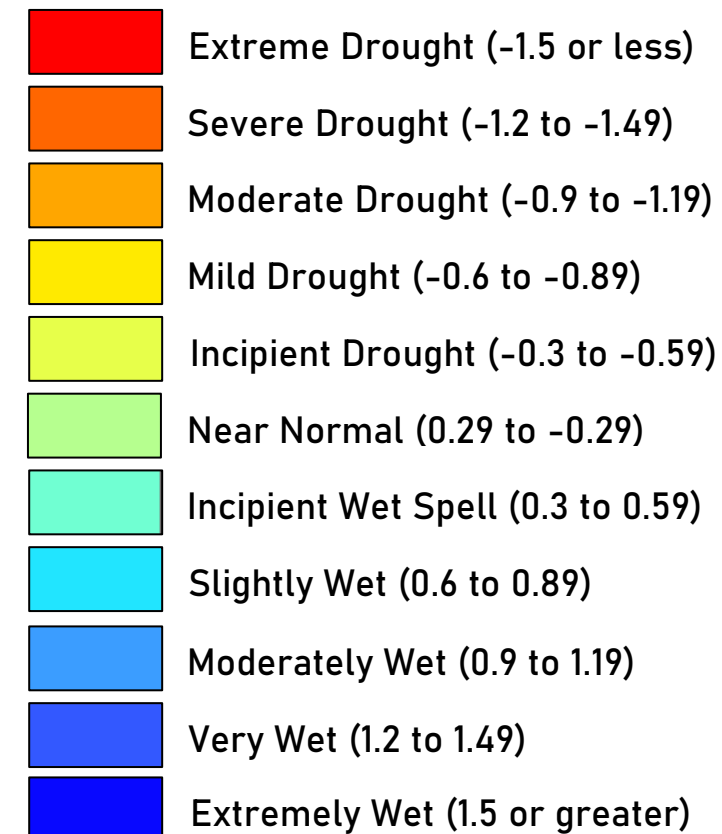 Extreme Drought (-1.5 or less)
Severe Drought (-1.2 to -1.49)
Moderate Drought (-0.9 to -1.19)
Mild Drought (-0.6 to -0.89)
Incipient Drought (-0.3 to -0.59)
Near Normal (0.29 to -0.29)
Incipient Wet Spell (0.3 to 0.59)
Slightly Wet (0.6 to 0.89)
Moderately Wet (0.9 to 1.19)
Very Wet (1.2 to 1.49)
Extremely Wet (1.5 or greater)